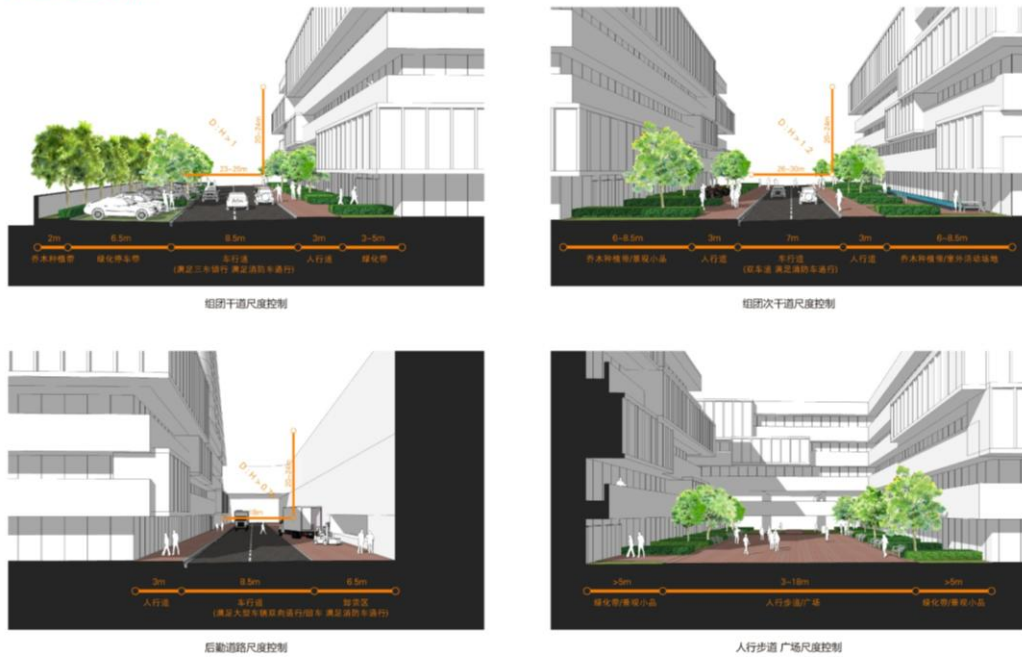 D:H>1
20~24m
23~25m
2m
6.5m
8.5m
3m
3~5m
乔木种植带
绿化停车带
车行道
人行道
绿化带
(满足三车错行 满足消防车通行)
组团干道尺度控制
D:H>1.2
20~24m
26~30m
6~8.5m
3m
7m
3m
6~8.5m
乔木种植带/景观小品
人行道
车行道
人行道
乔木种植带/室外活动场地
(双车道 满足消防车通行)
组团次干道尺度控制
20~24m
3m
8.5m
6.5m
人行道
车行道
卸货区
(满足大型车辆双向通行/回车 满足消防车通行)
后勤道路尺度控制
>5m
3~18m
>5m
绿化带/景观小品
人行步道/广场
绿化带/景观小品
人行步道 广场尺度控制